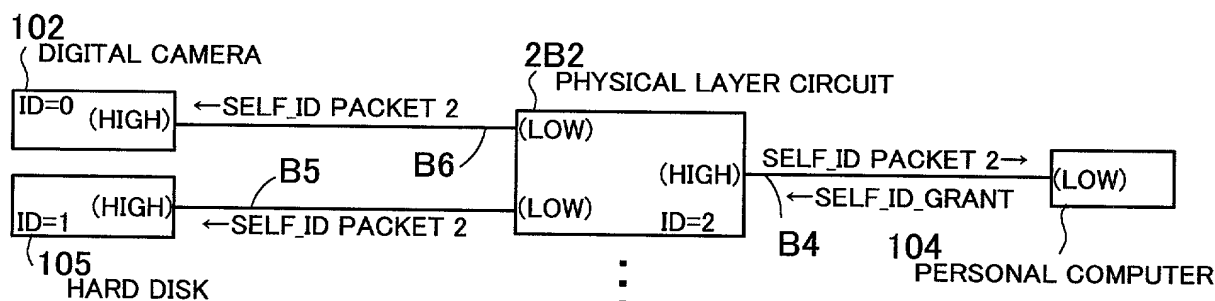 102
DIGITAL CAMERA
ID=0
(HIGH)
←SELF_ID PACKET 2
B6
105
HARD DISK
ID=1
(HIGH)
B5
←SELF_ID PACKET 2
2B2
PHYSICAL LAYER CIRCUIT
(LOW)
(LOW)
(HIGH)
ID=2
SELF_ID PACKET 2→
←SELF_ID_GRANT
B4
104
PERSONAL COMPUTER
(LOW)